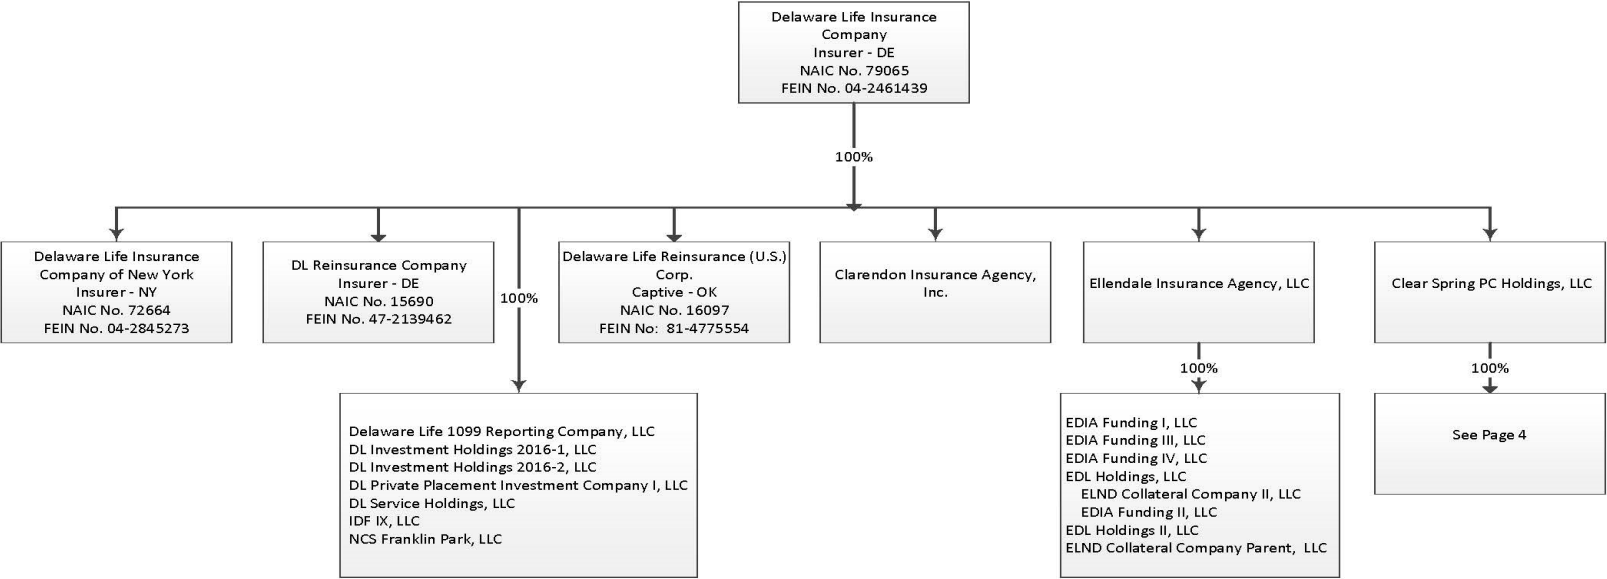 Delaware Life Insurance
Company
Insurer - DE
NAIC No. 79065
FEIN No. 04-2461439
100%
Delaware Life Insurance
Company of New York
Insurer - NY
NAIC No. 72664
FEIN No. 04-2845273
DL Reinsurance Company
Insurer - DE
NAIC No. 15690
FEIN No. 47-2139462
100%
Delaware Life Reinsurance (U.S.)
Corp.
Captive - OK
NAIC No. 16097
FEIN No:  81-4775554
Clarendon Insurance Agency,
Inc.
Ellendale Insurance Agency, LLC
Clear Spring PC Holdings, LLC
100%
100%
Delaware Life 1099 Reporting Company, LLC
DL Investment Holdings 2016-1, LLC
DL Investment Holdings 2016-2, LLC
DL Private Placement Investment Company I, LLC
DL Service Holdings, LLC
IDF IX, LLC
NCS Franklin Park, LLC
EDIA Funding I, LLC
EDIA Funding III, LLC
EDIA Funding IV, LLC
EDL Holdings, LLC
ELND Collateral Company II, LLC
EDIA Funding II, LLC
EDL Holdings II, LLC
ELND Collateral Company Parent,  LLC
See Page 4